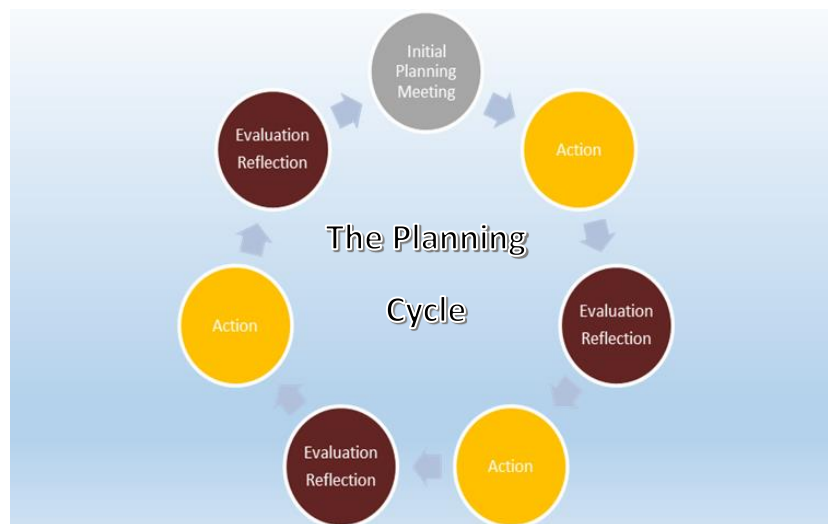 Initial
Planning
Meeting
Action
Evaluation
Reflection
Action
Evaluation
Reflection
Action
Evaluation
Reflection
The Planning
Cycle